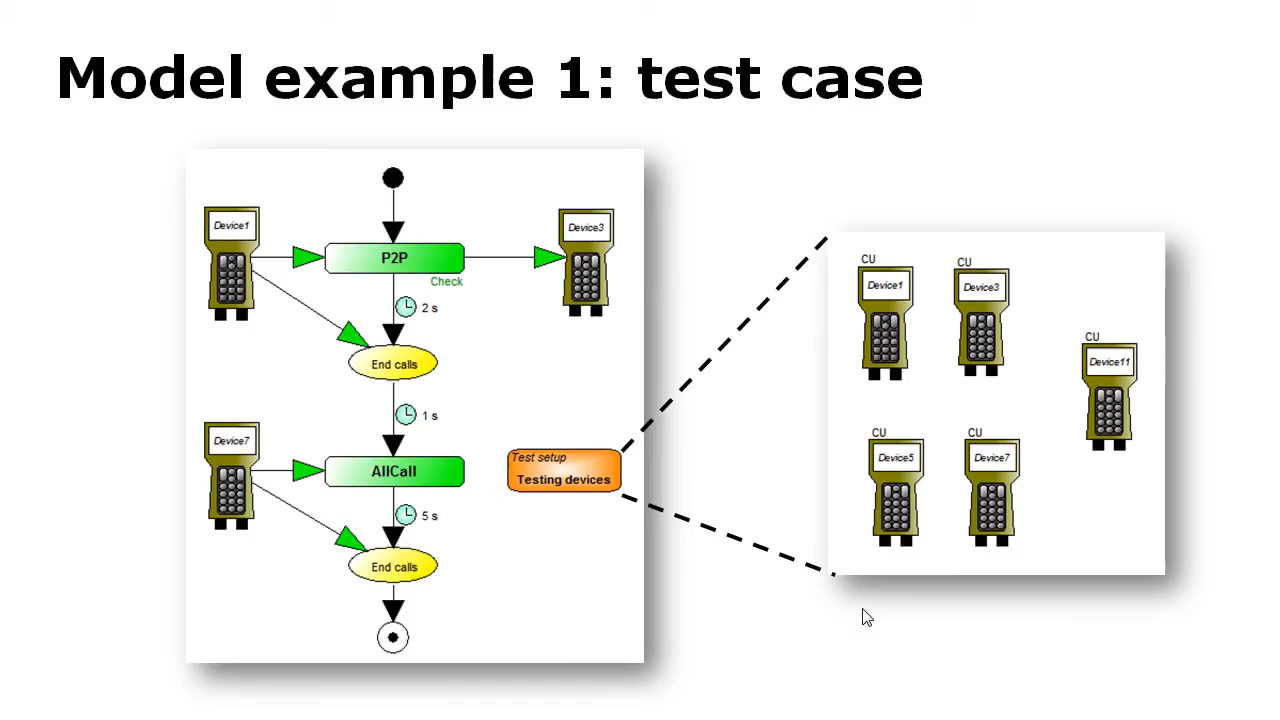 Model example 1: test case
Device1
P2P
Device3
Check
2 s
End calls
1 s
Device7
AllCall
Test setup
Testing devices
5 s
End calls
CU
Device1
CU
Device3
CU
Device11
CU
Device5
CU
Device7